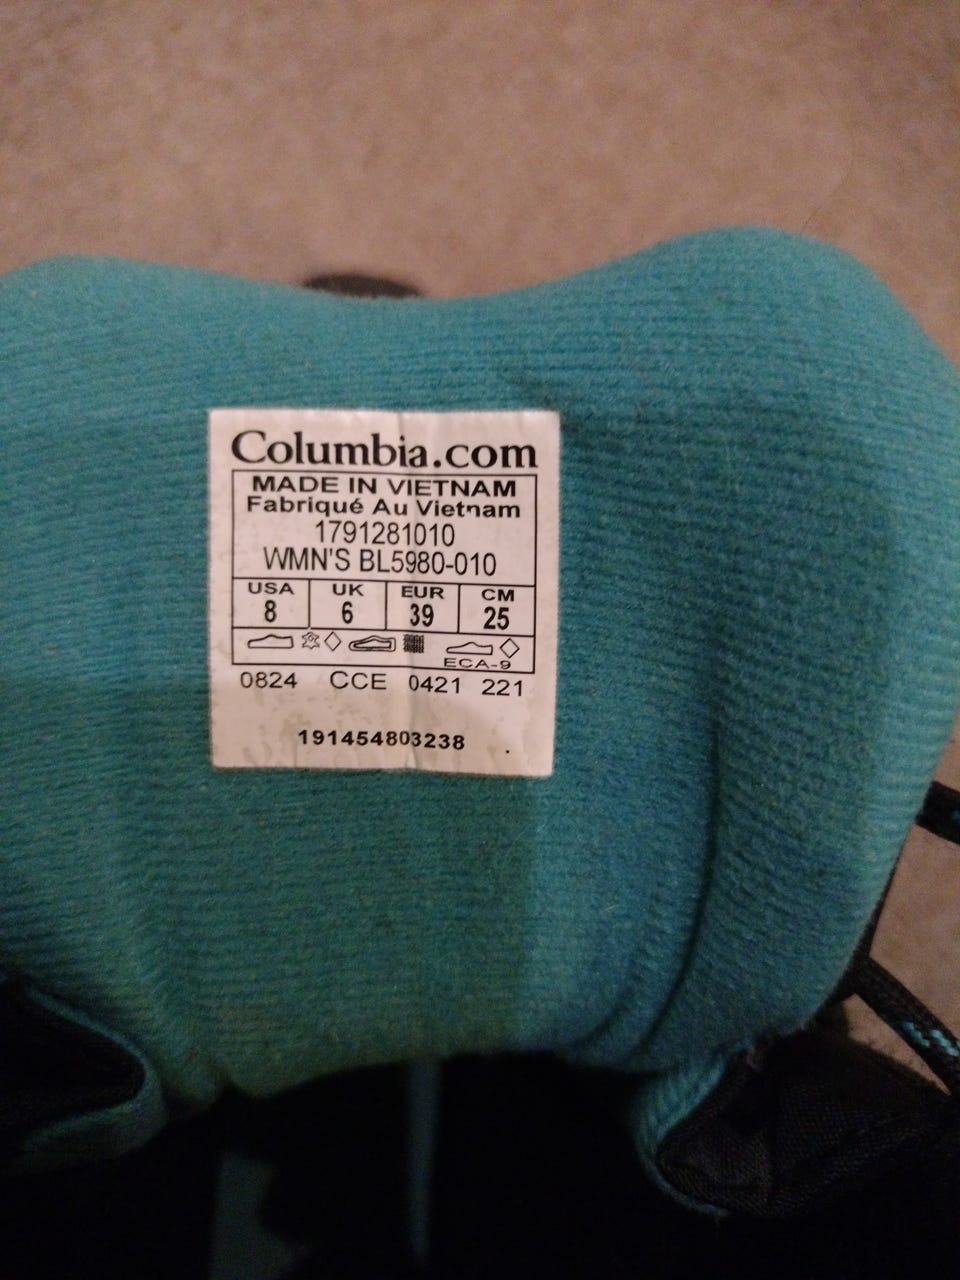 Columbia.com
MADE IN VIETNAM
Fabriqué Au Vietnam
1791281010
WMN'S BL5980-010
USA UK EUR CM
8 6 39 25
ECA-9
0824 CCE 0421 221
191454803238 .